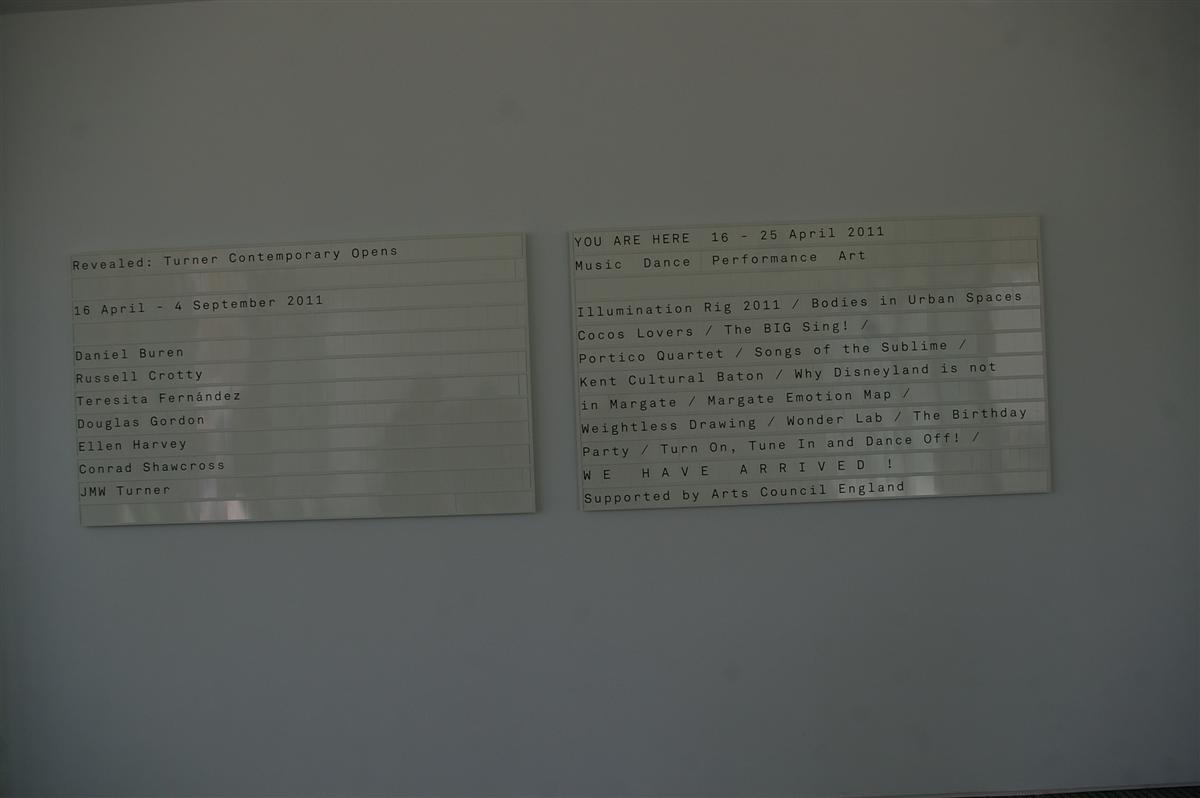 Revealed: Turner Contemporary Opens
16 April - 4 September 2011
Daniel Buren
Russell Crotty
Teresita Fernández
Douglas Gordon
Ellen Harvey
Conrad Shawcross
JMW Turner
YOU ARE HERE 16 - 25 April 2011
Music Dance Performance Art
Illumination Rig 2011 / Bodies in Urban Spaces
Cocos Lovers / The BIG Sing! /
Portico Quartet / Songs of the Sublime /
Kent Cultural Baton / Why Disneyland is not
in Margate / Margate Emotion Map /
Weightless Drawing / Wonder Lab / The Birthday
Party / Turn On, Tune In and Dance Off! /
W E H A V E A R R I V E D !
Supported by Arts Council England